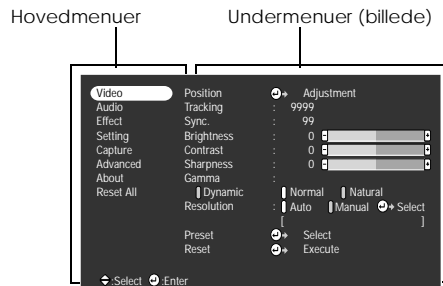 Hovedmenuer Undermenuer (billede)
Video Position Adjustment
Audio Tracking : 9999
Effect Sync. : 99
Setting Brightness : 0
Capture Contrast : 0
Advanced Sharpness : 0
About Gamma :
Reset All Dynamic Normal Natural
Resolution : Auto Manual Select
[ ]
Preset Select
Reset Execute
:Select :Enter